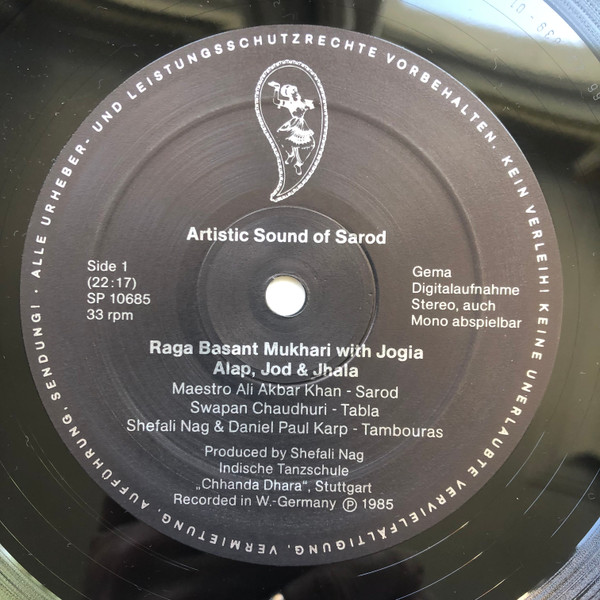 ALLE URHEBER- UND LEISTUNGSSCHUTZRECHTE VORBEHALTEN. KEIN VERLEIH! KEINE UNERLAUBTE VERVIELFÄLTIGUNG, VERMIETUNG, AUFFÜHRUNG, SENDUNG! ·
Artistic Sound of Sarod
Side 1
(22:17)
SP 10685
33 rpm
Gema
Digitalaufnahme
Stereo, auch
Mono abspielbar
Raga Basant Mukhari with Jogia
Alap, Jod & Jhala
Maestro Ali Akbar Khan - Sarod
Swapan Chaudhuri - Tabla
Shefali Nag & Daniel Paul Karp - Tambouras
Produced by Shefali Nag
Indische Tanzschule
„Chhanda Dhara“, Stuttgart
Recorded in W.-Germany Ⓟ 1985